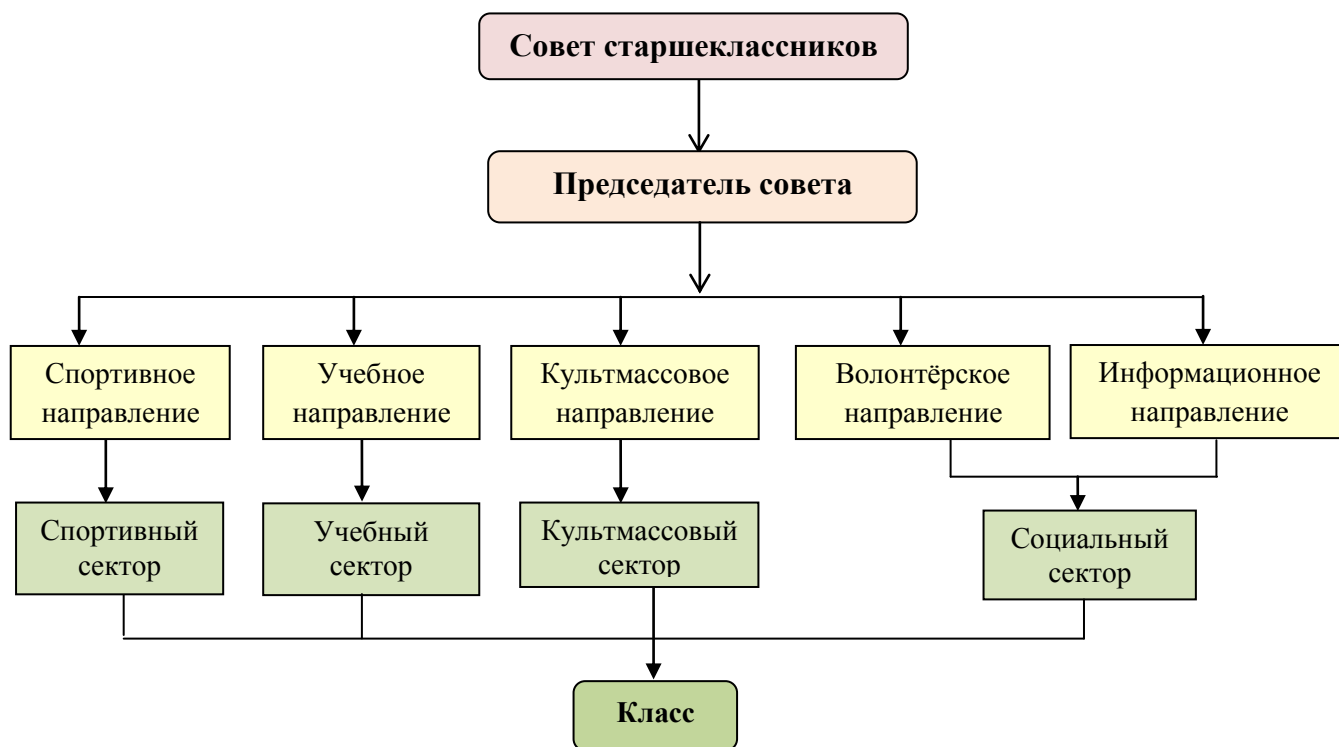 Совет старшеклассников
Председатель совета
Спортивное
направление
Учебное
направление
Культмассовое
направление
Волонтёрское
направление
Информационное
направление
Спортивный
сектор
Учебный
сектор
Культмассовый
сектор
Социальный
сектор
Класс